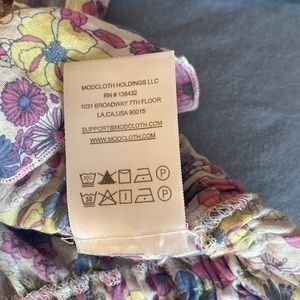 MODCLOTH HOLDINGS LLC
RN # 136432
1031 BROADWAY 7TH FLOOR
LA,CA,USA 90015
SUPPORT@MODCLOTH.COM
WWW.MODCLOTH.COM
P
30
P